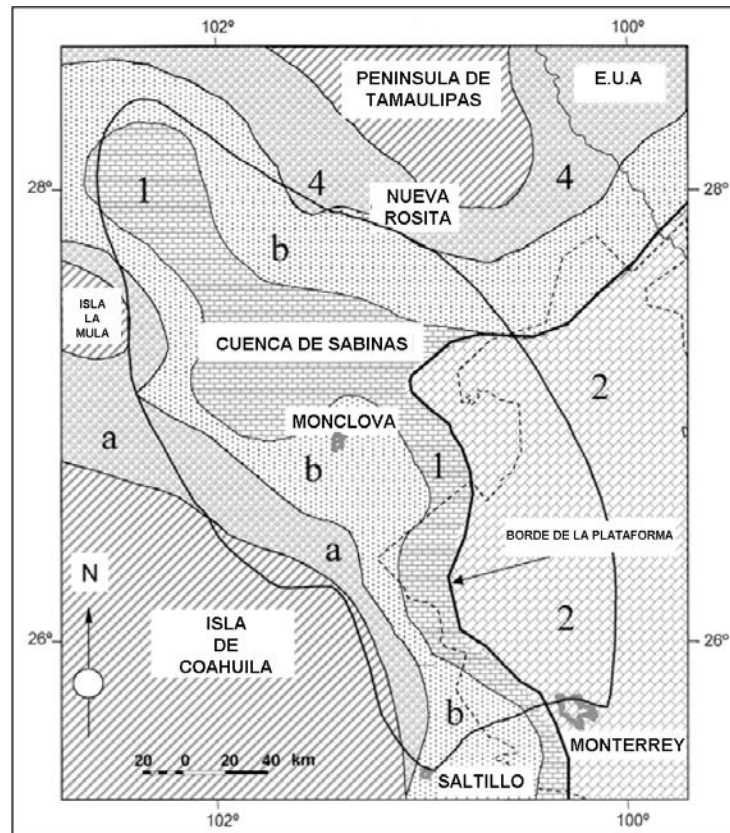 102º
100º
PENINSULA DE
TAMAULIPAS
E.U.A
28º
1
4
NUEVA
ROSITA
4
28º
b
ISLA
LA
MULA
CUENCA DE SABINAS
2
MONCLOVA
a
b
1
BORDE DE LA PLATAFORMA
a
N
26º
ISLA
DE
COAHUILA
2
26º
b
MONTERREY
20 0 20 40
km
SALTILLO
102º
100º